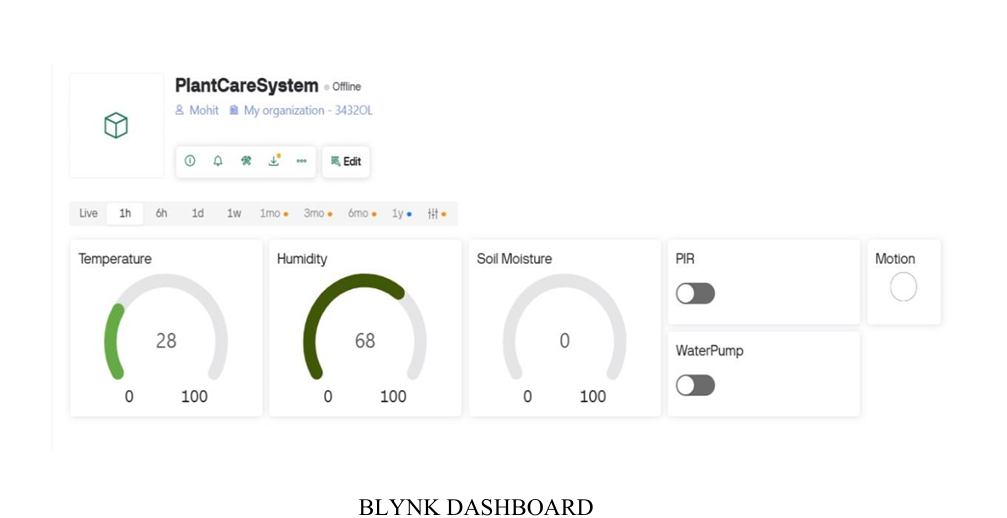 PlantCareSystem Offline
Mohit My organization - 3432OL
Edit
Live 1h 6h 1d 1w 1mo 3mo 6mo 1y
Temperature Humidity Soil Moisture PIR Motion
28 68 0
WaterPump
0 100 0 100 0 100
BLYNK DASHBOARD